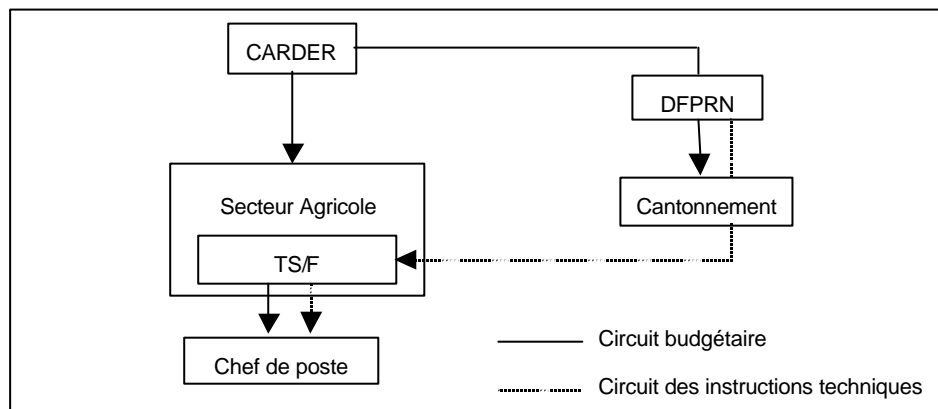 CARDER
DFPRN
Secteur Agricole
Cantonnement
TS/F
Chef de poste
Circuit budgétaire
Circuit des instructions techniques